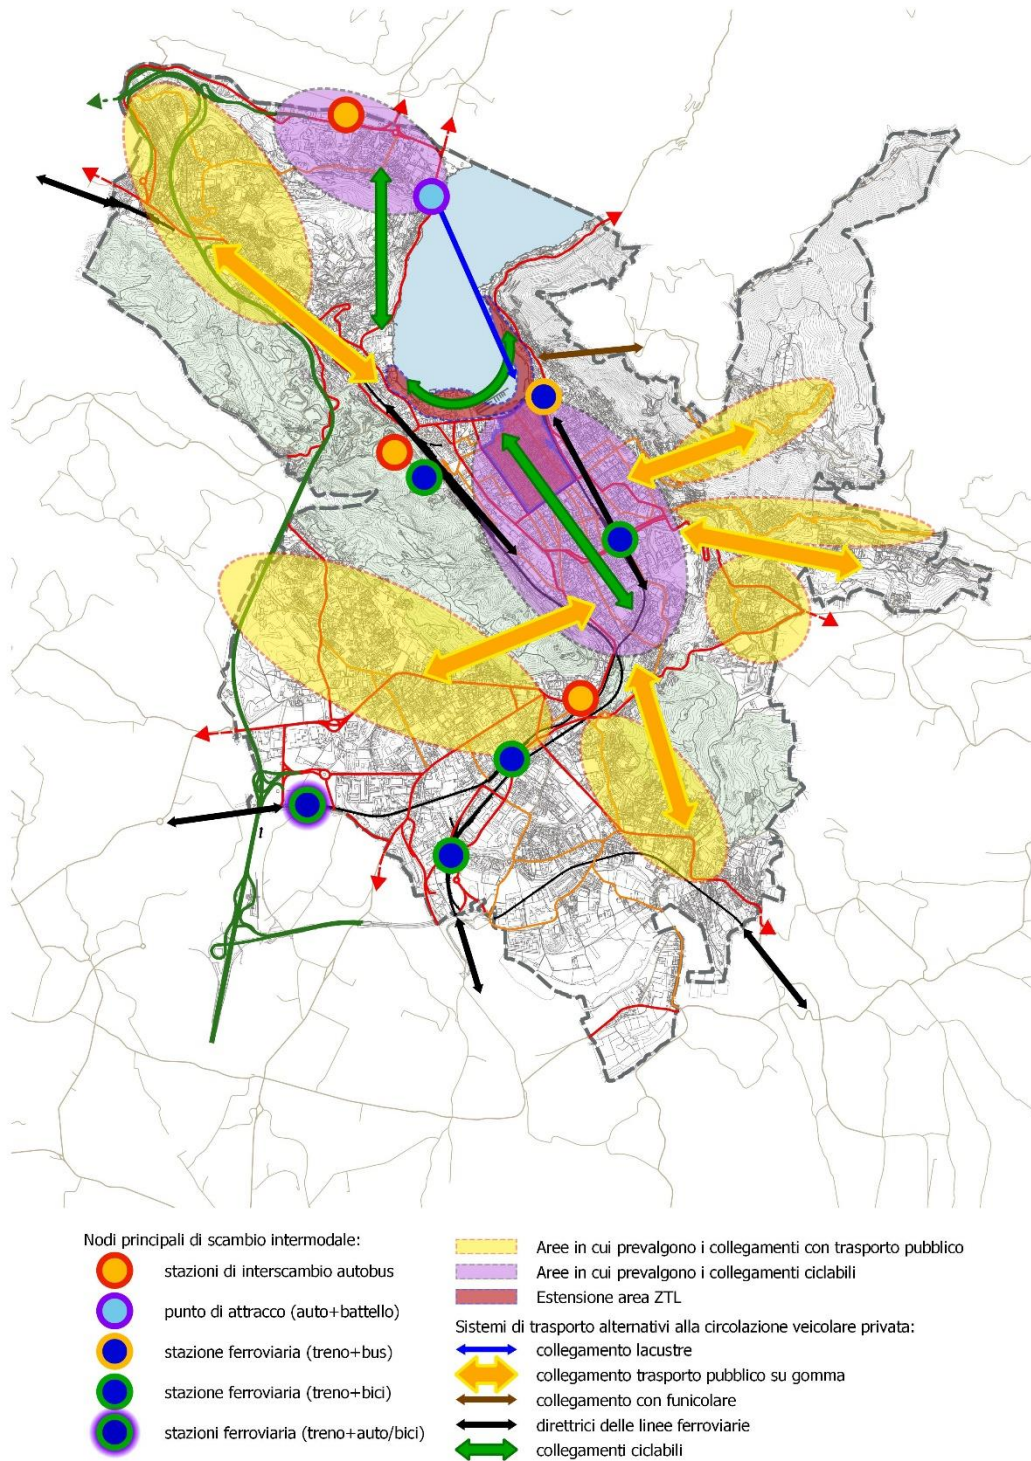 Nodi principali di scambio intermodale:
stazioni di interscambio autobus
punto di attracco (auto+battello)
stazione ferroviaria (treno+bus)
stazione ferroviaria (treno+bici)
stazioni ferroviaria (treno+auto/bici)
Aree in cui prevalgono i collegamenti con trasporto pubblico
Aree in cui prevalgono i collegamenti ciclabili
Estensione area ZTL
Sistemi di trasporto alternativi alla circolazione veicolare privata:
collegamento lacustre
collegamento trasporto pubblico su gomma
collegamento con funicolare
direttrici delle linee ferroviarie
collegamenti ciclabili